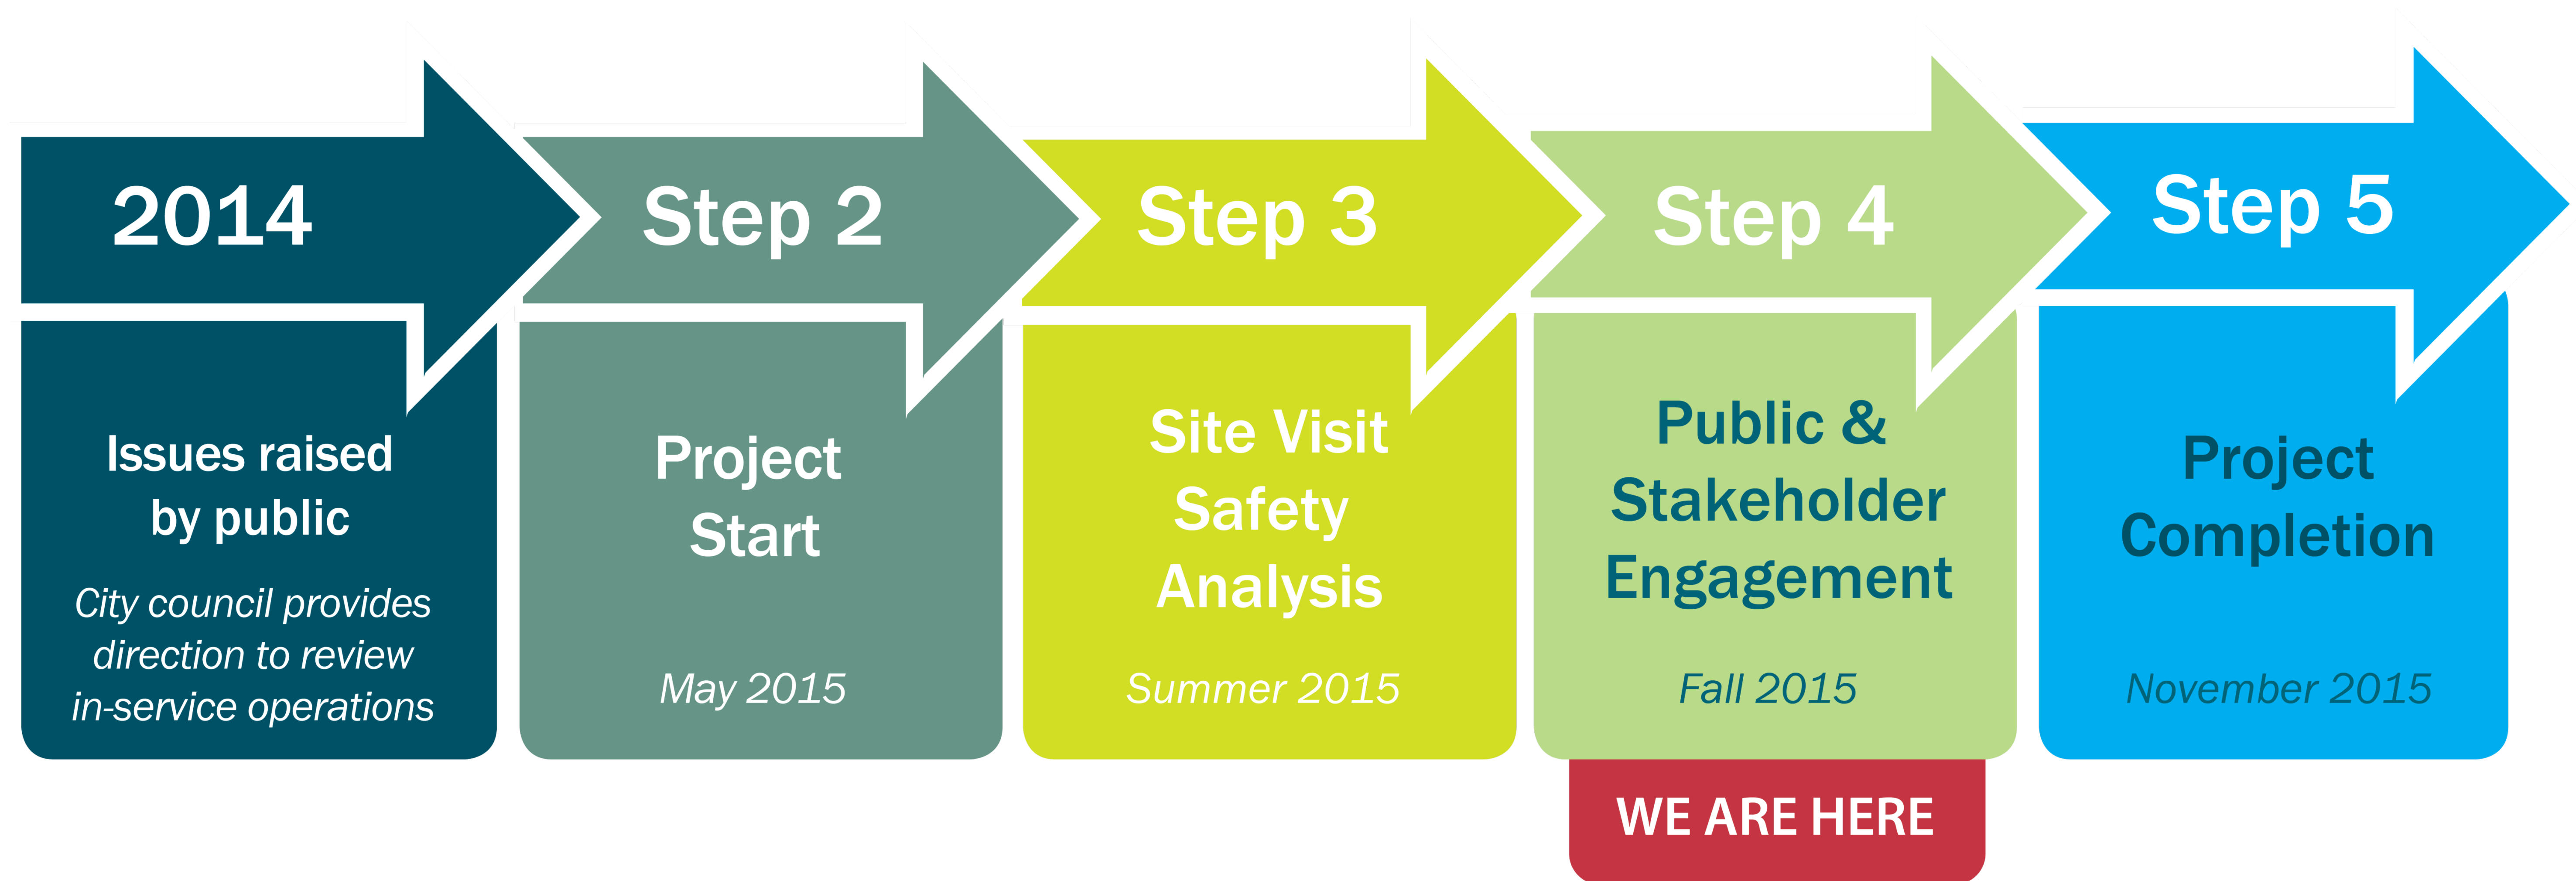 2014
Issues raised
by public
City council provides
direction to review
in-service operations
Step 2
Project
Start
May 2015
Step 3
Site Visit
Safety
Analysis
Summer 2015
Step 4
Public &
Stakeholder
Engagement
Fall 2015
WE ARE HERE
Step 5
Project
Completion
November 2015